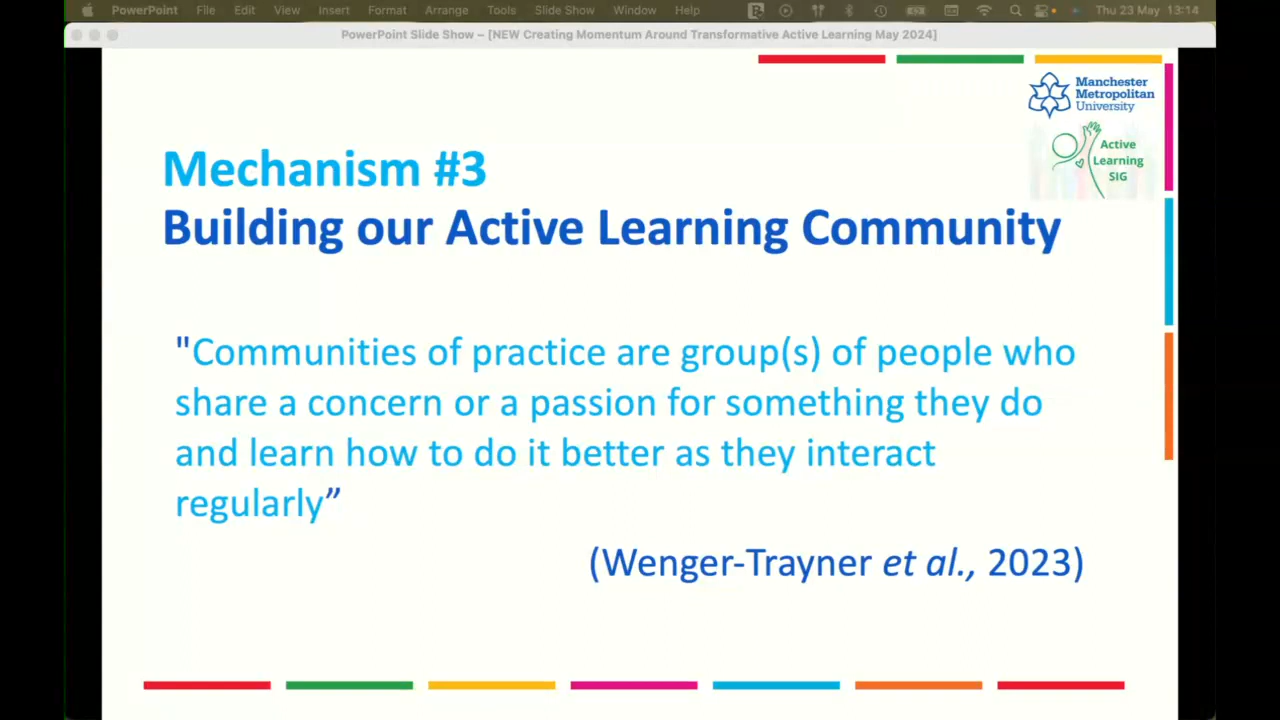 PowerPoint File Edit View Insert Format Arrange Tools Slide Show Window Help Thu 23 May 13:14
PowerPoint Slide Show – [NEW Creating Momentum Around Transformative Active Learning May 2024]
Manchester
Metropolitan
University
Active
Learning
SIG
Mechanism #3
Building our Active Learning Community
"Communities of practice are group(s) of people who
share a concern or a passion for something they do
and learn how to do it better as they interact
regularly”
(Wenger-Trayner et al., 2023)